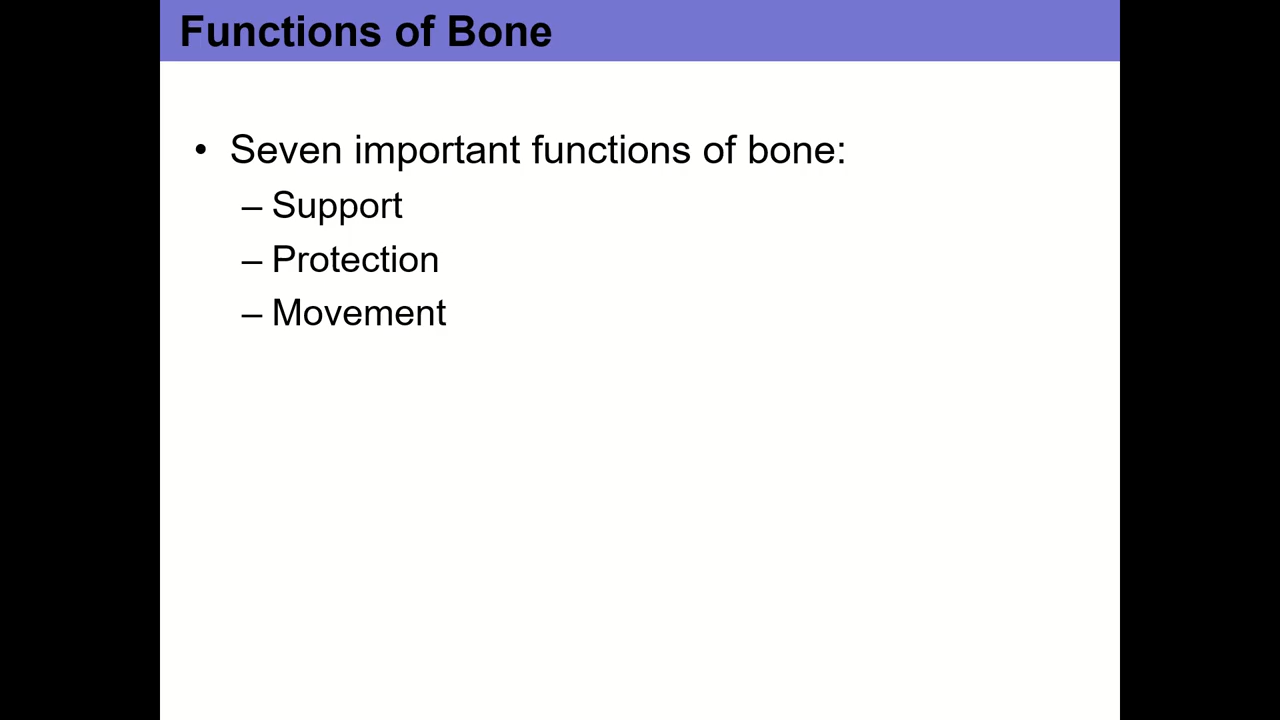 Functions of Bone
• Seven important functions of bone:
– Support
– Protection
– Movement